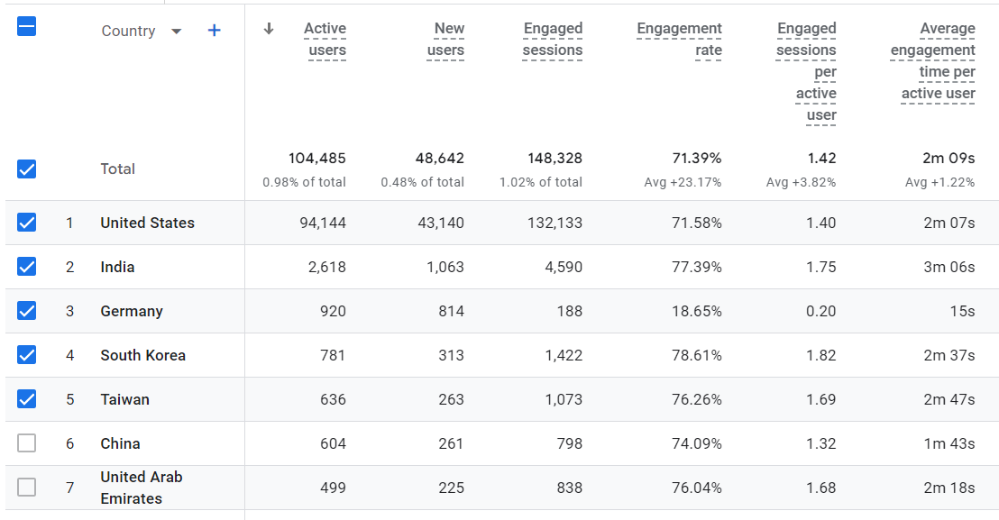 Country + ↓ Active users New users Engaged sessions Engagement rate Engaged sessions per active user Average engagement time per active user
Total 104,485 48,642 148,328 71.39% 1.42 2m 09s
0.98% of total 0.48% of total 1.02% of total Avg +23.17% Avg +3.82% Avg +1.22%
1 United States 94,144 43,140 132,133 71.58% 1.40 2m 07s
2 India 2,618 1,063 4,590 77.39% 1.75 3m 06s
3 Germany 920 814 188 18.65% 0.20 15s
4 South Korea 781 313 1,422 78.61% 1.82 2m 37s
5 Taiwan 636 263 1,073 76.26% 1.69 2m 47s
6 China 604 261 798 74.09% 1.32 1m 43s
7 United Arab Emirates 499 225 838 76.04% 1.68 2m 18s